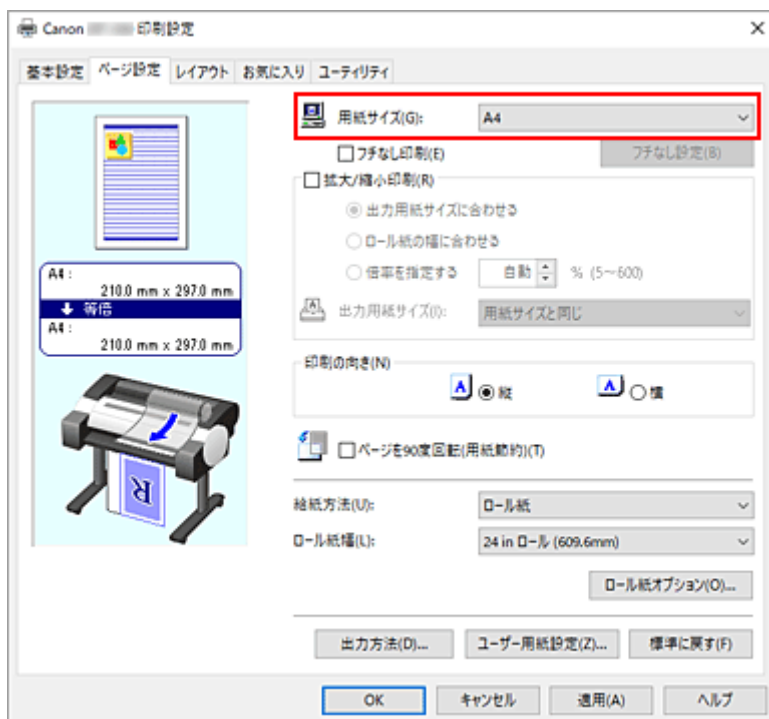 Canon 印刷設定
基本設定 ページ設定 レイアウト お気に入り ユーティリティ
用紙サイズ(G): A4
フチなし印刷(E) フチなし設定(B)
拡大/縮小印刷(R)
出力用紙サイズに合わせる
ロール紙の幅に合わせる
倍率を指定する 自動 % (5～600)
出力用紙サイズ(I): 用紙サイズと同じ
A4 :
210.0 mm x 297.0 mm
等倍
A4 :
210.0 mm x 297.0 mm
印刷の向き(N)
A 縦 A 横
ページを90度回転(用紙節約)(T)
R
給紙方法(U): ロール紙
ロール紙幅(L): 24 in ロール (609.6mm)
ロール紙オプション(O)...
出力方法(D)... ユーザー用紙設定(Z)... 標準に戻す(F)
OK キャンセル 適用(A) ヘルプ